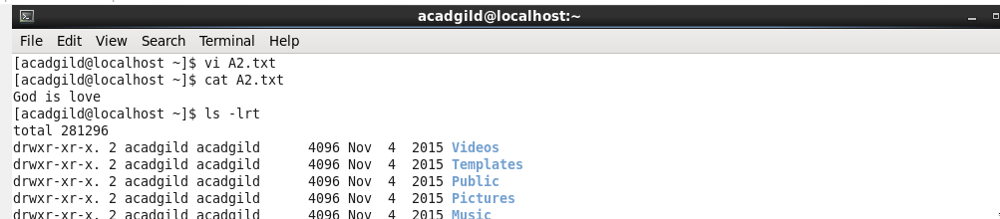 acadgild@localhost:~
File Edit View Search Terminal Help
[acadgild@localhost ~]$ vi A2.txt
[acadgild@localhost ~]$ cat A2.txt
God is love
[acadgild@localhost ~]$ ls -lrt
total 281296
drwxr-xr-x. 2 acadgild acadgild      4096 Nov  4  2015 Videos
drwxr-xr-x. 2 acadgild acadgild      4096 Nov  4  2015 Templates
drwxr-xr-x. 2 acadgild acadgild      4096 Nov  4  2015 Public
drwxr-xr-x. 2 acadgild acadgild      4096 Nov  4  2015 Pictures
drwxr-xr-x. 2 acadgild acadgild      4096 Nov  4  2015 Music